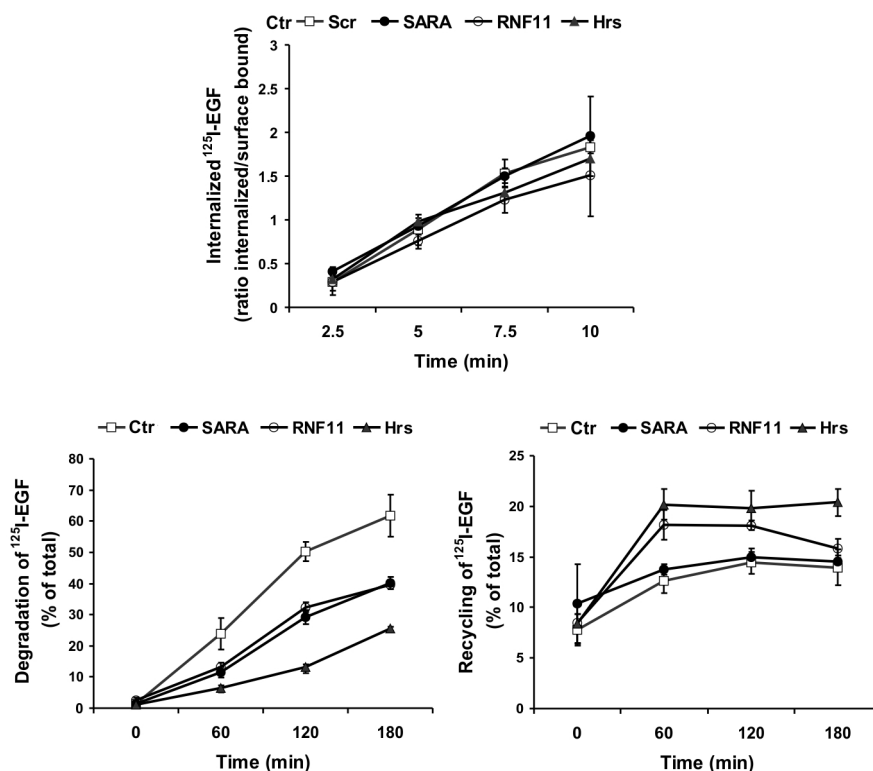 Ctr Scr SARA RNF11 Hrs
3
2.5
2
1.5
1
0.5
0
2.5 5 7.5 10
Time (min)
Internalized ¹²⁵I-EGF
(ratio internalized/surface bound)
Ctr SARA RNF11 Hrs
80
70
60
50
40
30
20
10
0
0 60 120 180
Time (min)
Degradation of ¹²⁵I-EGF
(% of total)
Ctr SARA RNF11 Hrs
25
20
15
10
5
0
0 60 120 180
Time (min)
Recycling of ¹²⁵I-EGF
(% of total)